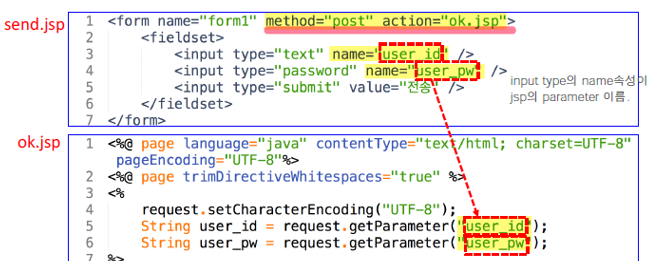 send.jsp
1 <form name="form1" method="post" action="ok.jsp">
2 <fieldset>
3 <input type="text" name="user_id" />
4 <input type="password" name="user_pw" />
5 <input type="submit" value="전송" />
6 </fieldset>
7 </form>
input type의 name속성이
jsp의 parameter 이름.
ok.jsp
1 <%@ page language="java" contentType="text/html; charset=UTF-8"
pageEncoding="UTF-8"%>
2 <%@ page trimDirectiveWhitespaces="true" %>
3 <%
4 request.setCharacterEncoding("UTF-8");
5 String user_id = request.getParameter("user_id");
6 String user_pw = request.getParameter("user_pw");
7 %>